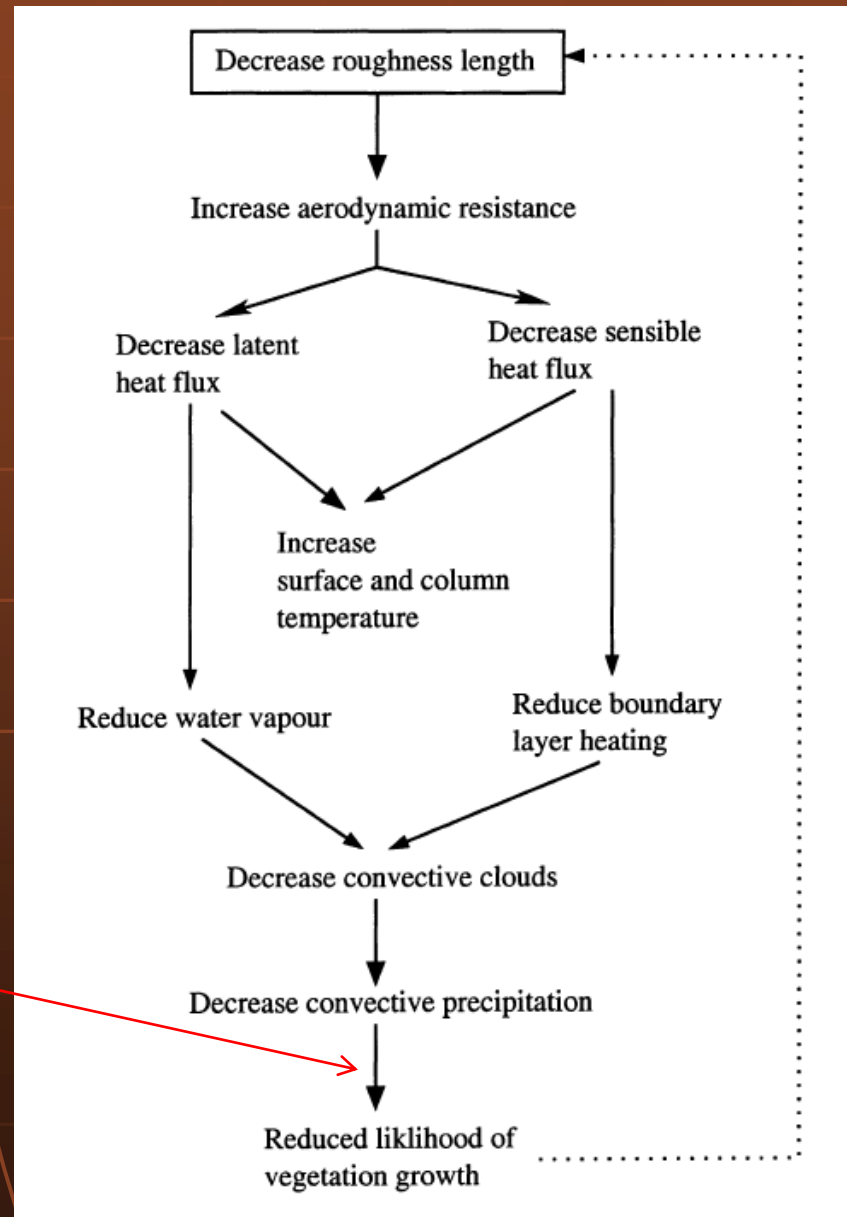 Decrease roughness length
Increase aerodynamic resistance
Decrease latent
heat flux
Decrease sensible
heat flux
Increase
surface and column
temperature
Reduce water vapour
Reduce boundary
layer heating
Decrease convective clouds
Decrease convective precipitation
Reduced liklihood of
vegetation growth